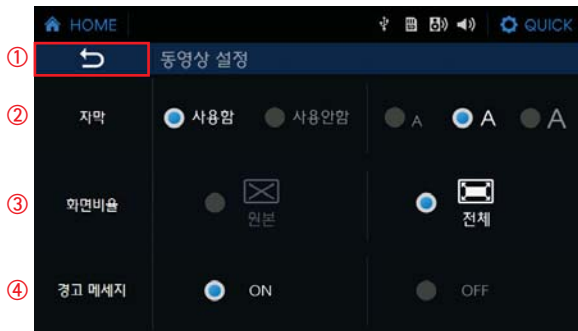 HOME QUICK
① 동영상 설정
② 자막 사용함 사용안함 A A A
③ 화면비율 원본 전체
④ 경고 메세지 ON OFF